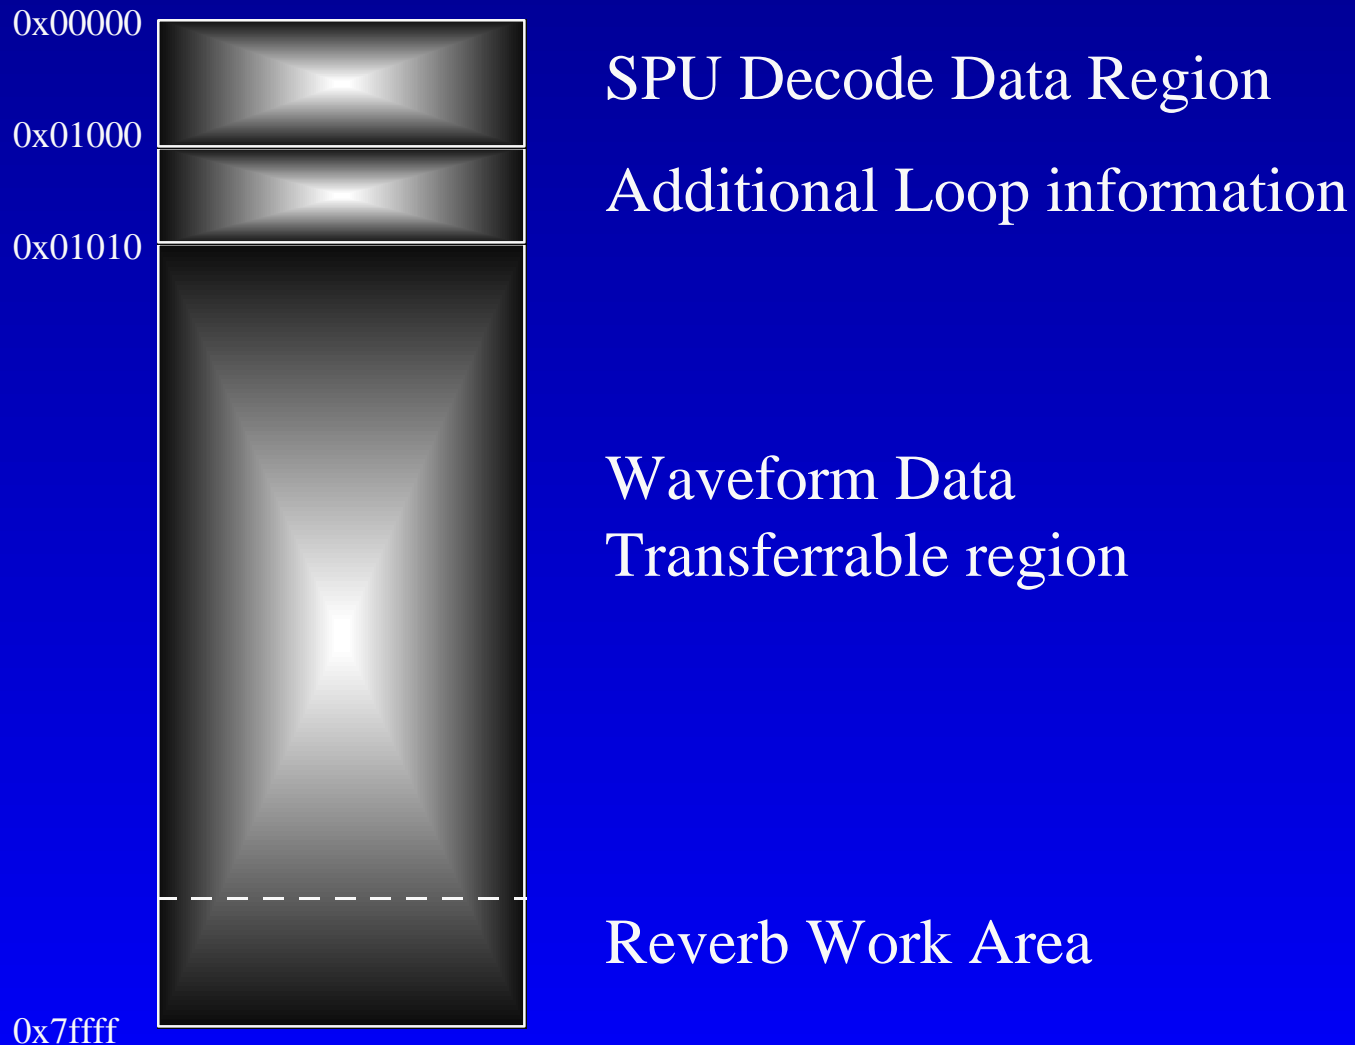 0x00000
SPU Decode Data Region
0x01000
Additional Loop information
0x01010
Waveform Data
Transferrable region
Reverb Work Area
0x7ffff